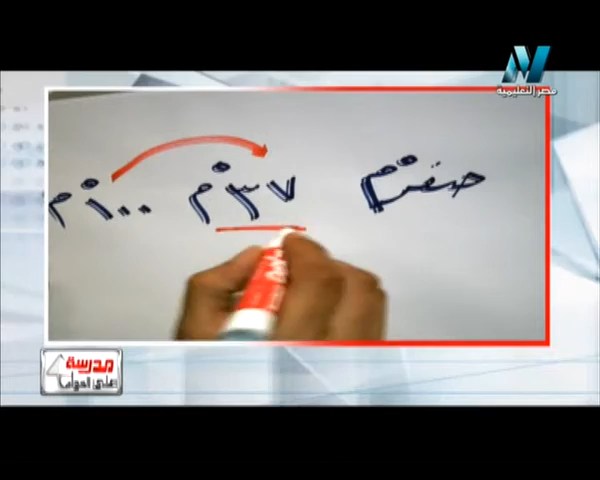 مصر التعليمية
صفر°م ٣٧°م ١٠٠°م
مدرسة
على الهواء